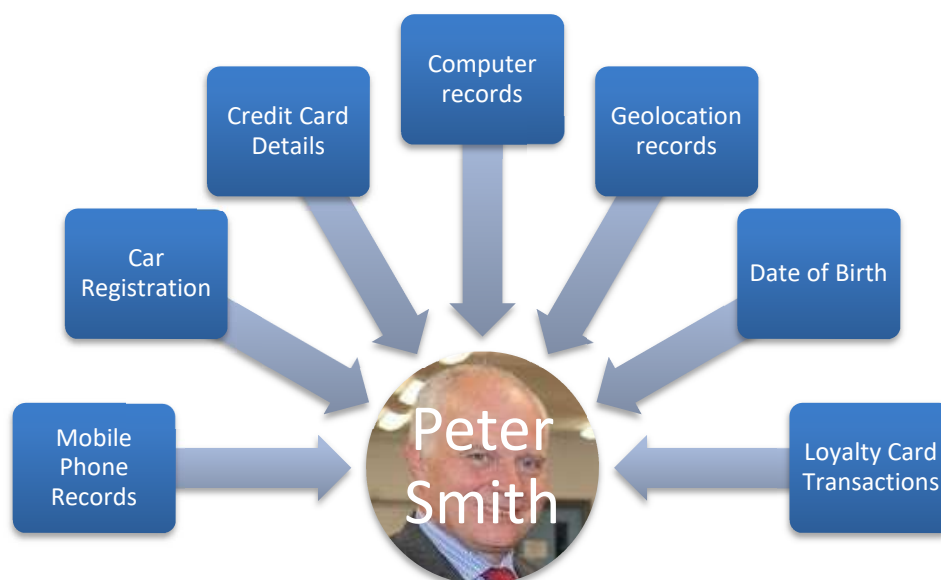 Computer
records
Credit Card
Details
Geolocation
records
Car
Registration
Date of Birth
Mobile
Phone
Records
Peter
Smith
Loyalty Card
Transactions